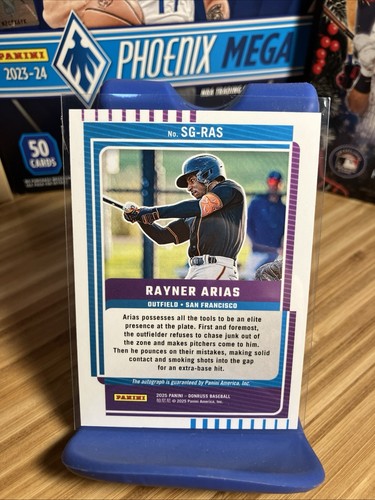 PANINI
2023-24
PHOENIX MEGA
NBA TRADING
50
CARDS
No. SG-RAS
RAYNER ARIAS
OUTFIELD • SAN FRANCISCO
Arias possesses all the tools to be an elite
presence at the plate. First and foremost,
the outfielder refuses to chase junk out of
the zone and makes pitchers come to him.
Then he pounces on their mistakes, making solid
contact and smoking shots into the gap
for an extra-base hit.
The autograph is guaranteed by Panini America, Inc.
PANINI
2025 PANINI - DONRUSS BASEBALL
© 2025 Panini America, Inc.